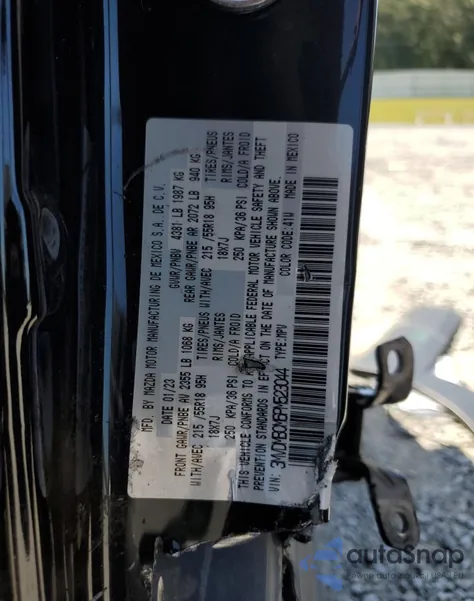 MFD. BY MAZDA MOTOR MANUFACTURING DE MEXICO S.A. DE C.V.
DATE 01/23 GVWR/PNBV 4381 LB 1987 KG
FRONT GAWR/PNBE AV 2355 LB 1068 KG REAR GAWR/PNBE AR 2072 LB 940 KG
WITH/AVEC 215 /55R18 95H TIRES/PNEUS WITH/AVEC 215 /55R18 95H TIRES/PNEUS
18X7J RIMS/JANTES 18X7J RIMS/JANTES
250 KPA/36 PSI COLD/A FROID 250 KPA/36 PSI COLD/A FROID
THIS VEHICLE CONFORMS TO APPLICABLE FEDERAL MOTOR VEHICLE SAFETY AND THEFT
PREVENTION STANDARDS IN EFFECT ON THE DATE OF MANUFACTURE SHOWN ABOVE.
VIN: TYPE:MPV COLOR CODE:41V MADE IN MEXICO
autoSnap